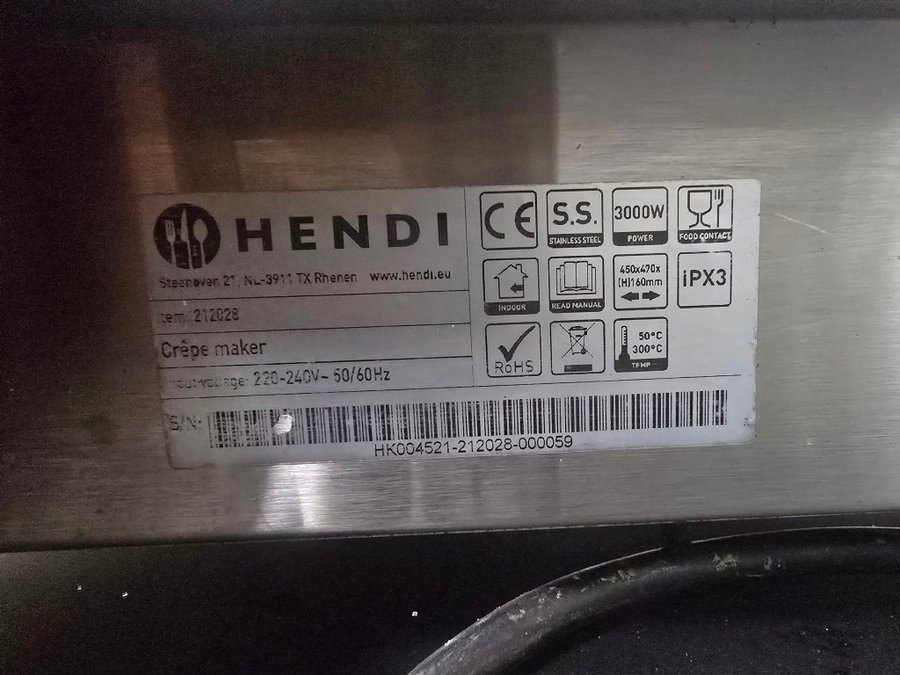 HENDI
Steenoven 21, NL-3911 TX Rhenen www.hendi.eu
Item: 212028
Crêpe maker
Input voltage: 220-240V~ 50/60Hz
S/N:
HK004521-212028-000059
CE
S.S.
STAINLESS STEEL
3000W
POWER
FOOD CONTACT
INDOOR
READ MANUAL
450x470x
(H)160mm
iPX3
RoHS
50°C
300°C
TEMP